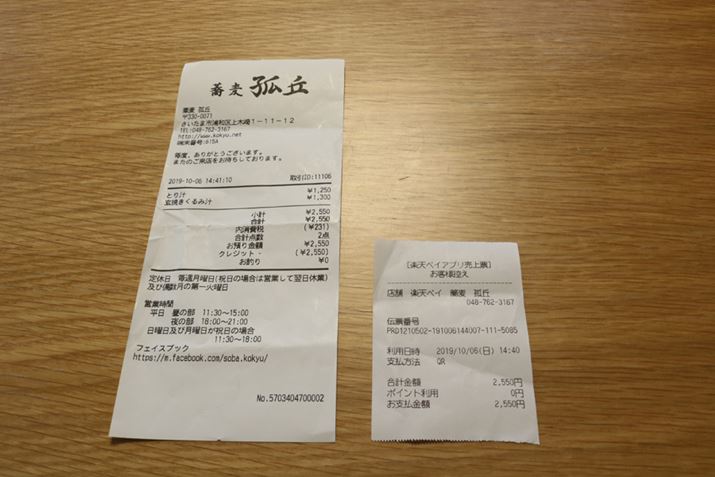 蕎麦 孤丘
蕎麦 孤丘
〒330-0071
さいたま市浦和区上木崎1-11-12
TEL:048-762-3167
http://www.kokyu.net
端末番号:615A
毎度、ありがとうございます。
またのご来店をお待ちしております。
2019-10-06 14:41:10 取引ID:11106
とり汁 ¥1,250
玄挽きくるみ汁 ¥1,300
小計 ¥2,550
合計 ¥2,550
内消費税 (¥231)
合計点数 2点
お預り金額 ¥2,550
クレジット・ (¥2,550)
お釣り ¥0
定休日 毎週月曜日(祝日の場合は営業して翌日休業)
及び偶数月の第一火曜日
営業時間
平日 昼の部 11:30~15:00
夜の部 18:00~21:00
日曜日及び月曜日が祝日の場合
11:30~18:00
フェイスブック
https://m.facebook.com/soba.kokyu/
No.5703404700002
[楽天ペイアプリ売上票]
お客様控え
店舗 楽天ペイ 蕎麦 孤丘
048-762-3167
伝票番号
PRD1210502-191006144007-111-5085
利用日時 2019/10/06(日) 14:40
支払方法 QR
合計金額 2,550円
ポイント利用 0円
お支払金額 2,550円